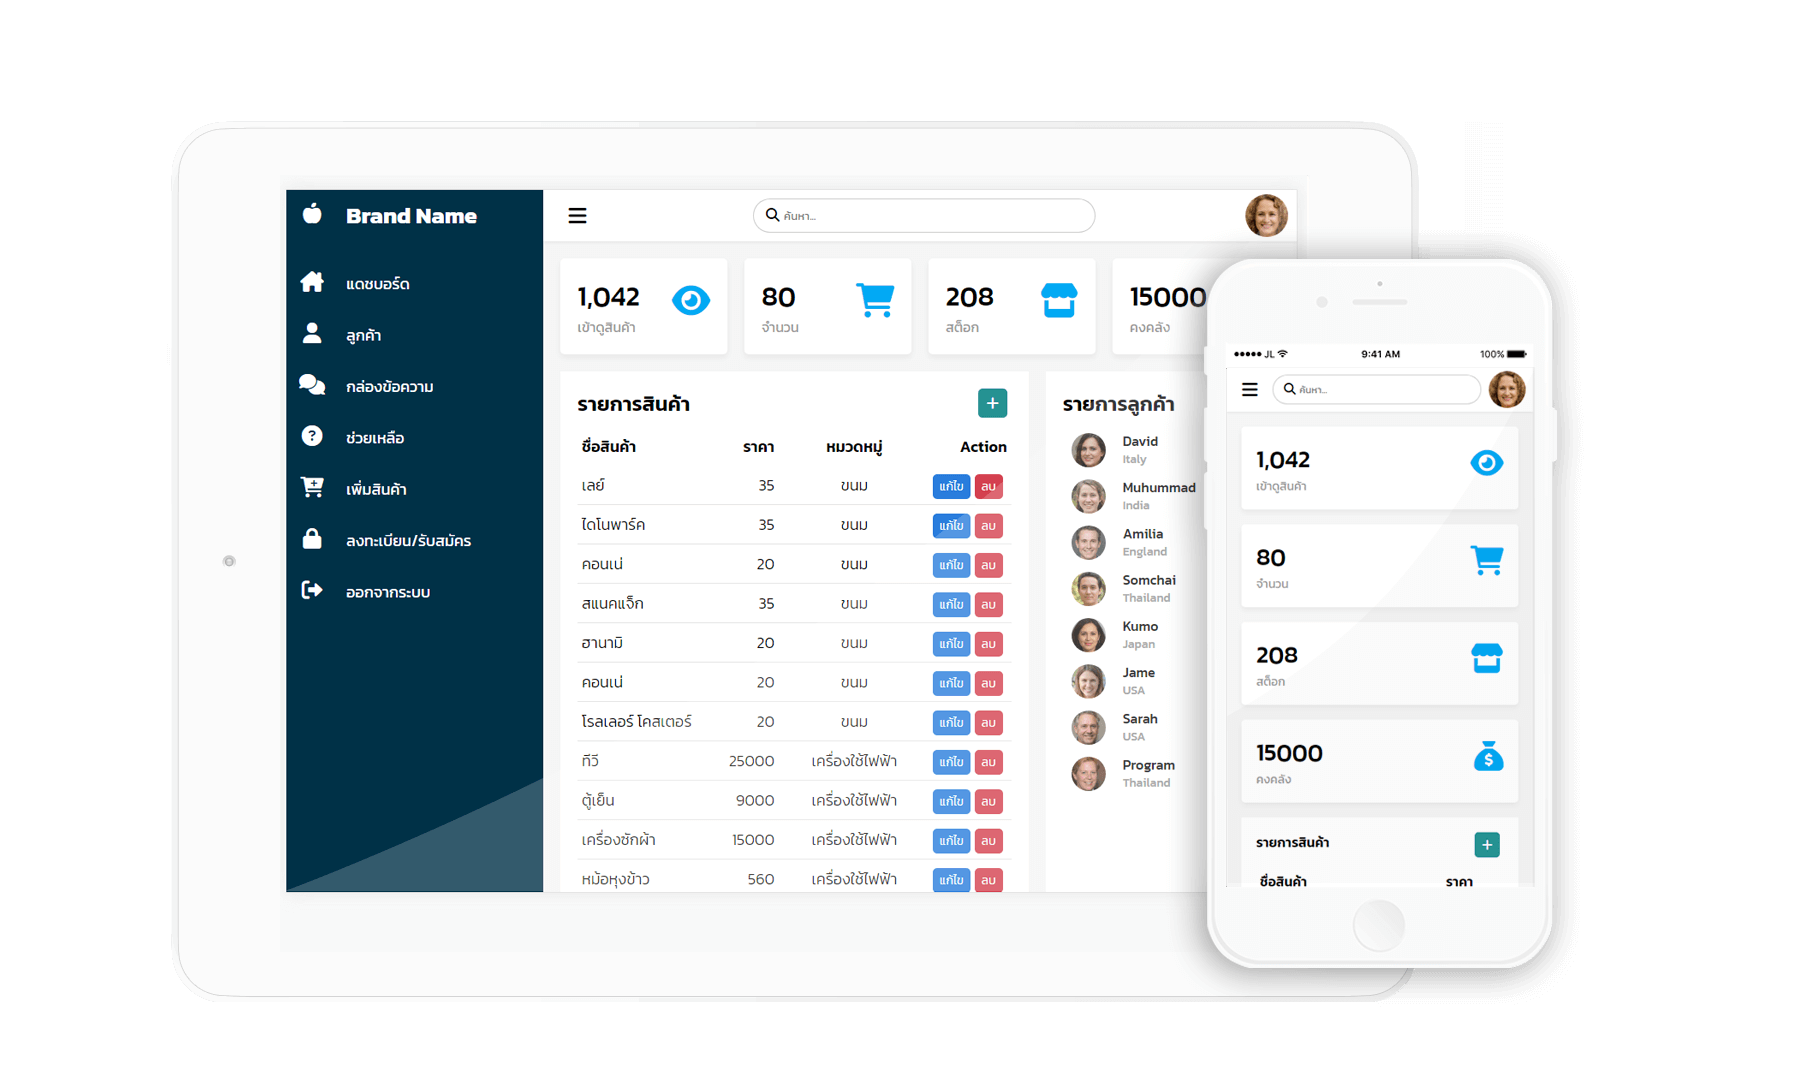 Brand Name
แดชบอร์ด
ลูกค้า
กล่องข้อความ
ช่วยเหลือ
เพิ่มสินค้า
ลงทะเบียน/รับสมัคร
ออกจากระบบ
ค้นหา...
1,042
เข้าดูสินค้า
80
จำนวน
208
สต็อก
15000
คงคลัง
รายการสินค้า
+
ชื่อสินค้า ราคา หมวดหมู่ Action
เลย์ 35 ขนม แก้ไข ลบ
ไดโนพาร์ค 35 ขนม แก้ไข ลบ
คอนเน่ 20 ขนม แก้ไข ลบ
สแนคแจ็ก 35 ขนม แก้ไข ลบ
ฮานามิ 20 ขนม แก้ไข ลบ
คอนเน่ 20 ขนม แก้ไข ลบ
โรลเลอร์ โคสเตอร์ 20 ขนม แก้ไข ลบ
ทีวี 25000 เครื่องใช้ไฟฟ้า แก้ไข ลบ
ตู้เย็น 9000 เครื่องใช้ไฟฟ้า แก้ไข ลบ
เครื่องซักผ้า 15000 เครื่องใช้ไฟฟ้า แก้ไข ลบ
หม้อหุงข้าว 560 เครื่องใช้ไฟฟ้า แก้ไข ลบ
รายการลูกค้า
David
Italy
Muhummad
India
Amilia
England
Somchai
Thailand
Kumo
Japan
Jame
USA
Sarah
USA
Program
Thailand
JL 9:41 AM 100%
ค้นหา...
1,042
เข้าดูสินค้า
80
จำนวน
208
สต็อก
15000
คงคลัง
รายการสินค้า
+
ชื่อสินค้า ราคา